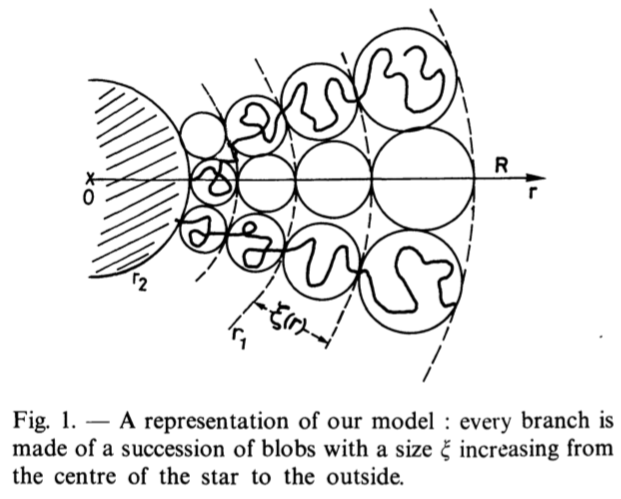 R
x
O
r
r2
r1
ξ(r)
Fig. 1. — A representation of our model : every branch is
made of a succession of blobs with a size ξ increasing from
the centre of the star to the outside.